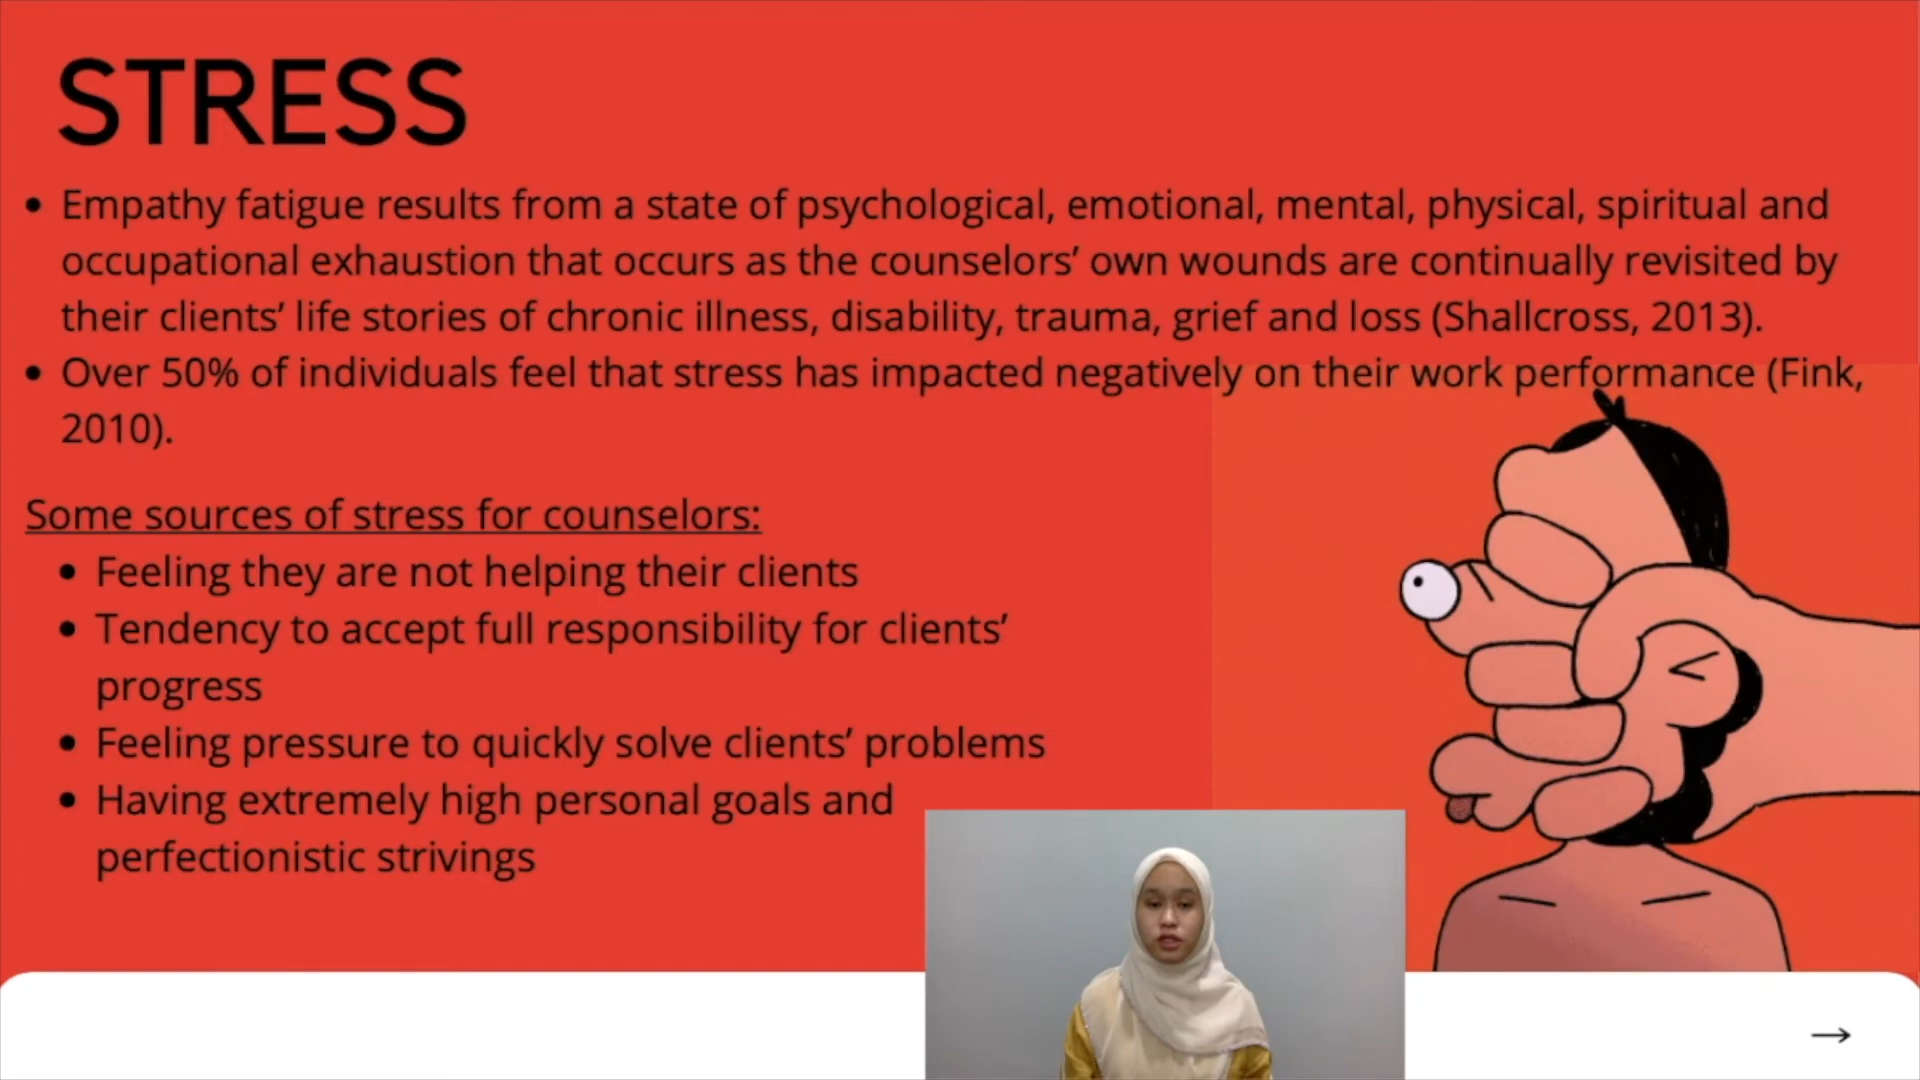 STRESS
• Empathy fatigue results from a state of psychological, emotional, mental, physical, spiritual and
occupational exhaustion that occurs as the counselors’ own wounds are continually revisited by
their clients’ life stories of chronic illness, disability, trauma, grief and loss (Shallcross, 2013).
• Over 50% of individuals feel that stress has impacted negatively on their work performance (Fink,
2010).
Some sources of stress for counselors:
• Feeling they are not helping their clients
• Tendency to accept full responsibility for clients’
progress
• Feeling pressure to quickly solve clients’ problems
• Having extremely high personal goals and
perfectionistic strivings